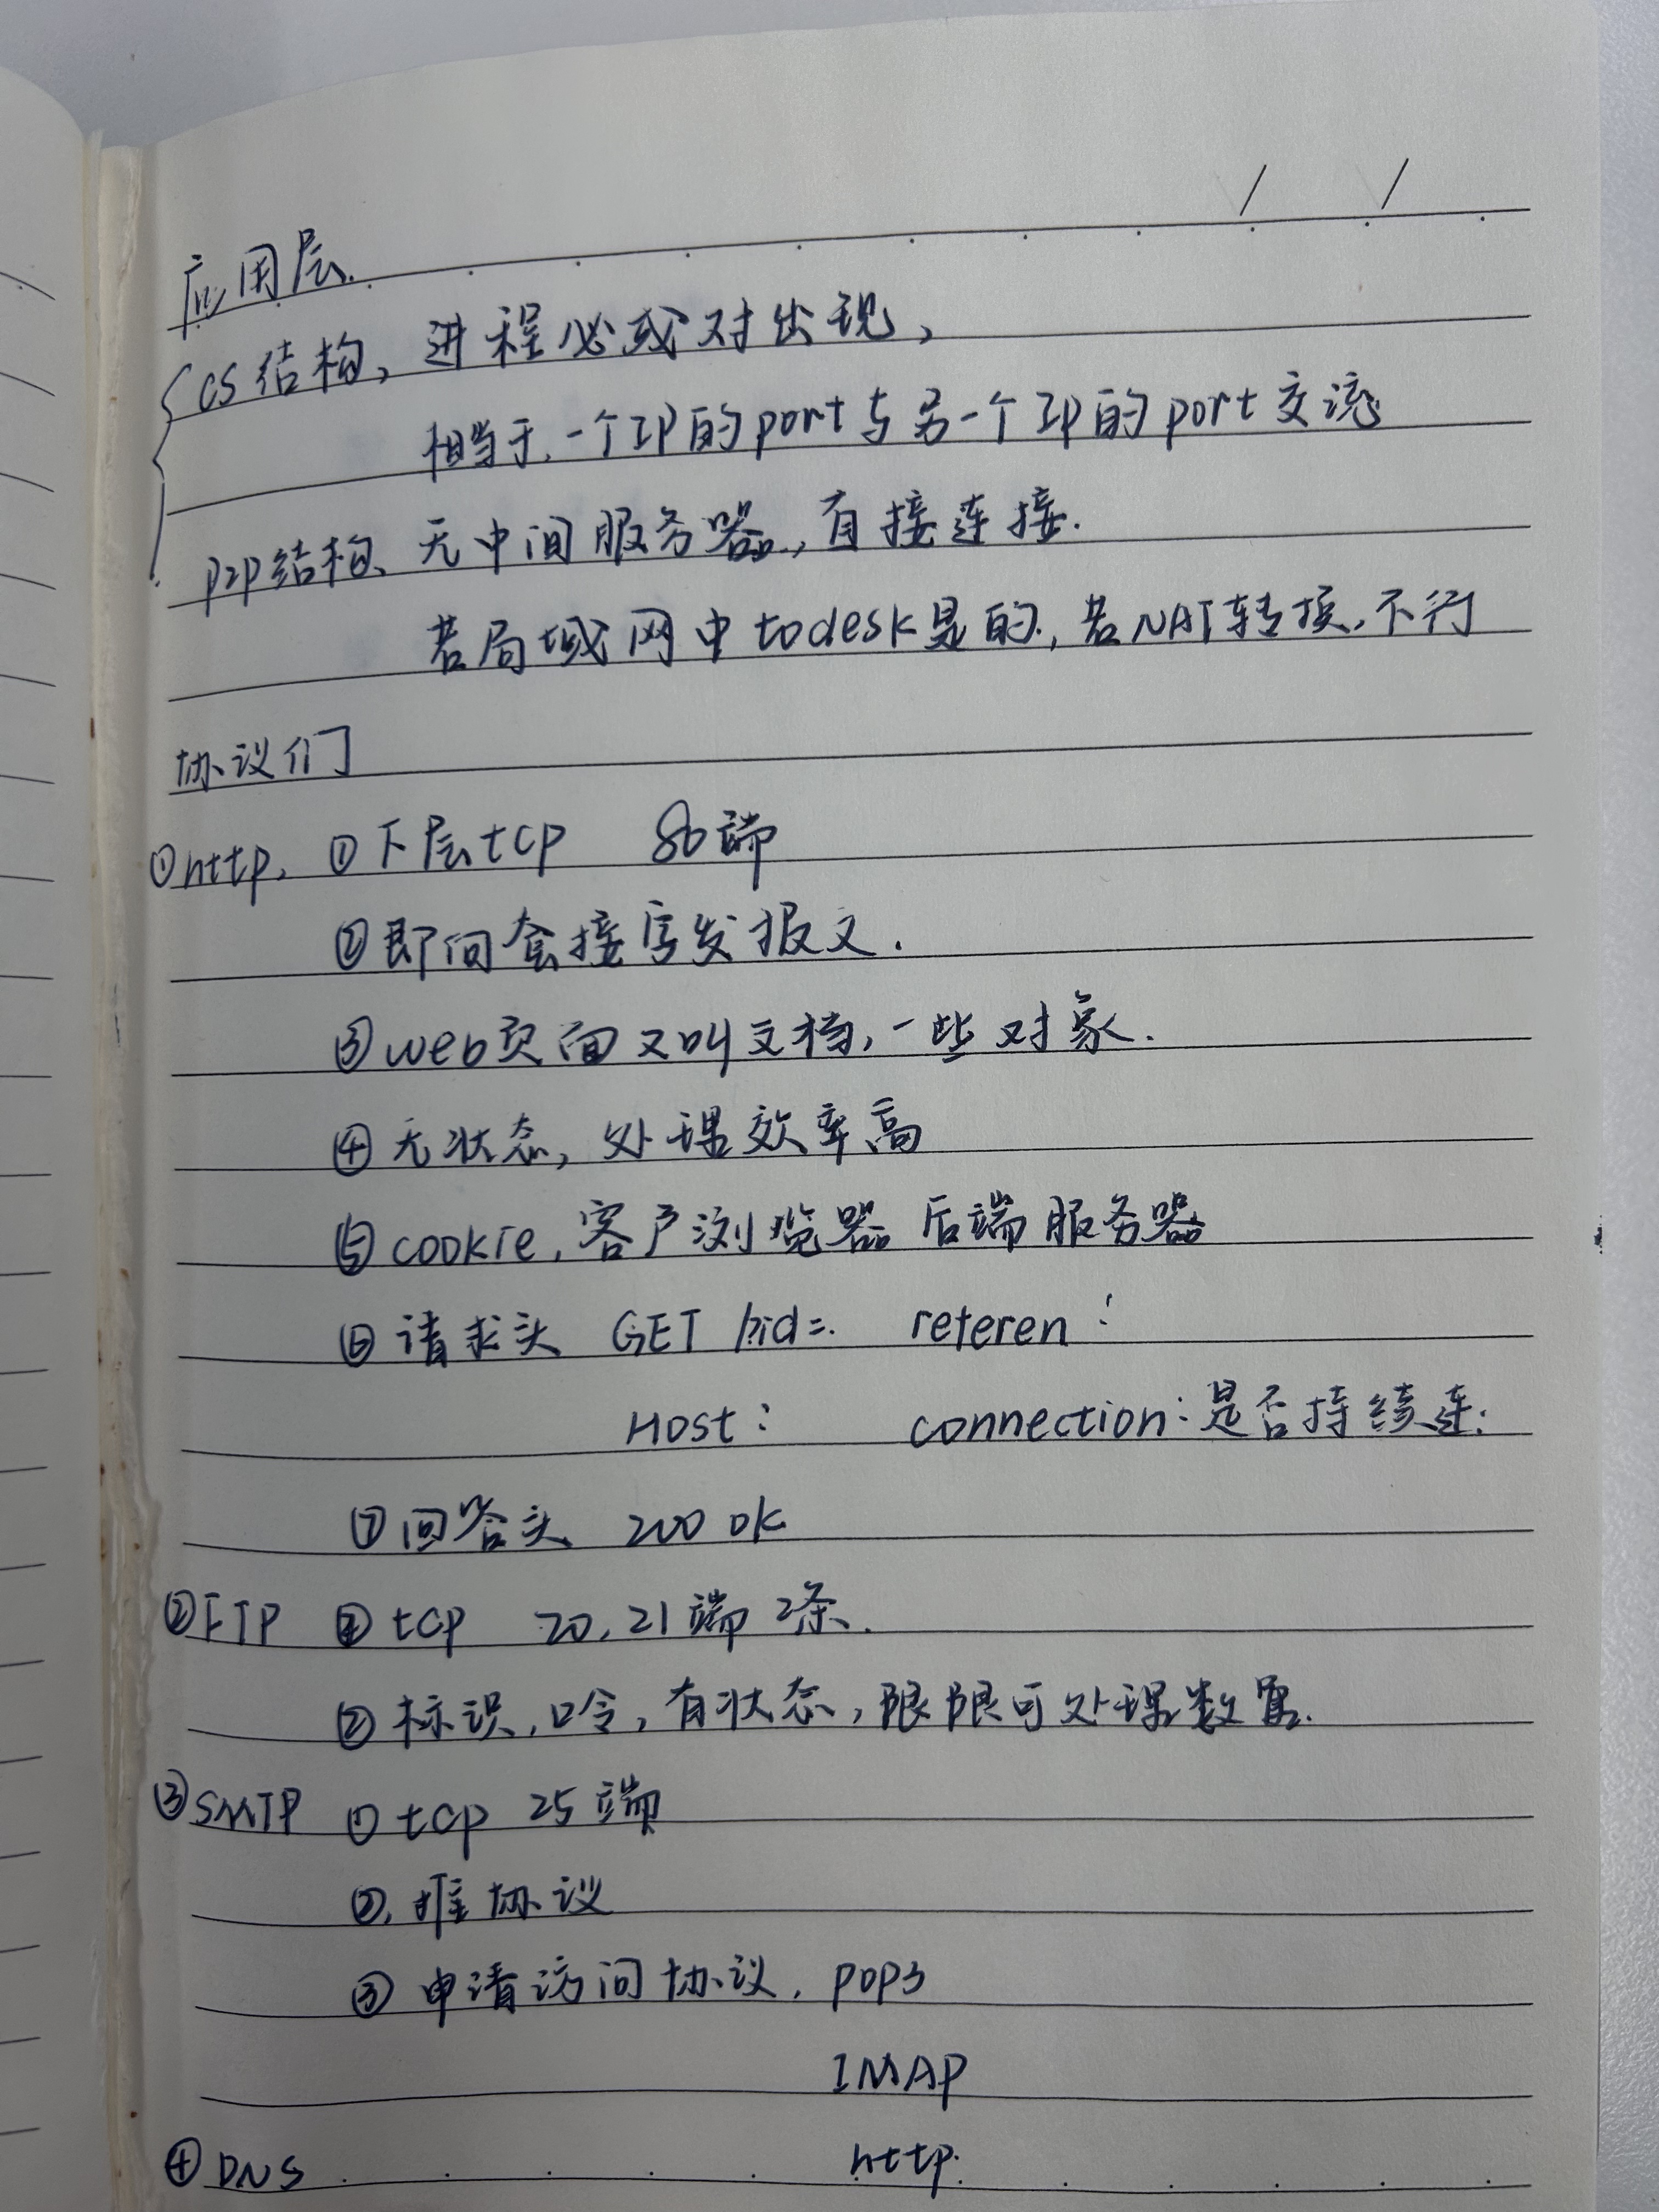 / /
应用层.
CS结构, 进程必成对出现,
相当于,一个IP的port与另一个IP的port交流
P2P结构、无中间服务器,直接连接.
若局域网中todesk是的,若NAT转换,不行
协议们
①http, ①下层tcp 80端
②即向套接字发报文.
③web页面又叫文档,一些对象.
④无状态,处理效率高
⑤cookie,客户浏览器 后端服务器
⑥请求头 GET /?id=. reteren:
Host: connection:是否持续连:
⑦回答头 200 OK
②FTP ① tcp 20,21端 2条.
②标识,口令,有状态,限限可处理数量.
③SMTP ①tcp 25端
②,推协议
③申请访问协议, POP3
IMAP
④DNS http.